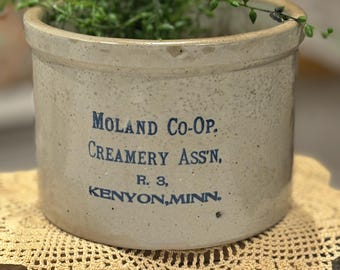 MOLAND CO-OP.
CREAMERY ASS'N,
R. 3,
KENYON, MINN.